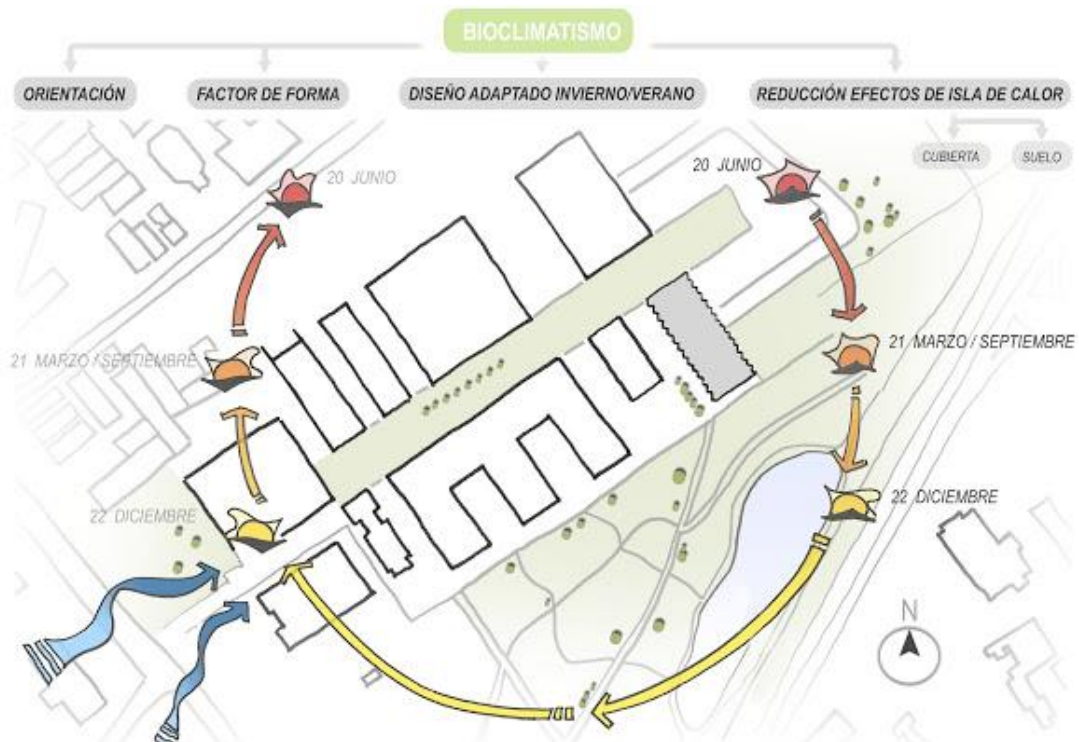 BIOCLIMATISMO
ORIENTACIÓN
FACTOR DE FORMA
DISEÑO ADAPTADO INVIERNO/VERANO
REDUCCIÓN EFECTOS DE ISLA DE CALOR
CUBIERTA
SUELO
20 JUNIO
20 JUNIO
21 MARZO / SEPTIEMBRE
21 MARZO / SEPTIEMBRE
22 DICIEMBRE
22 DICIEMBRE
N